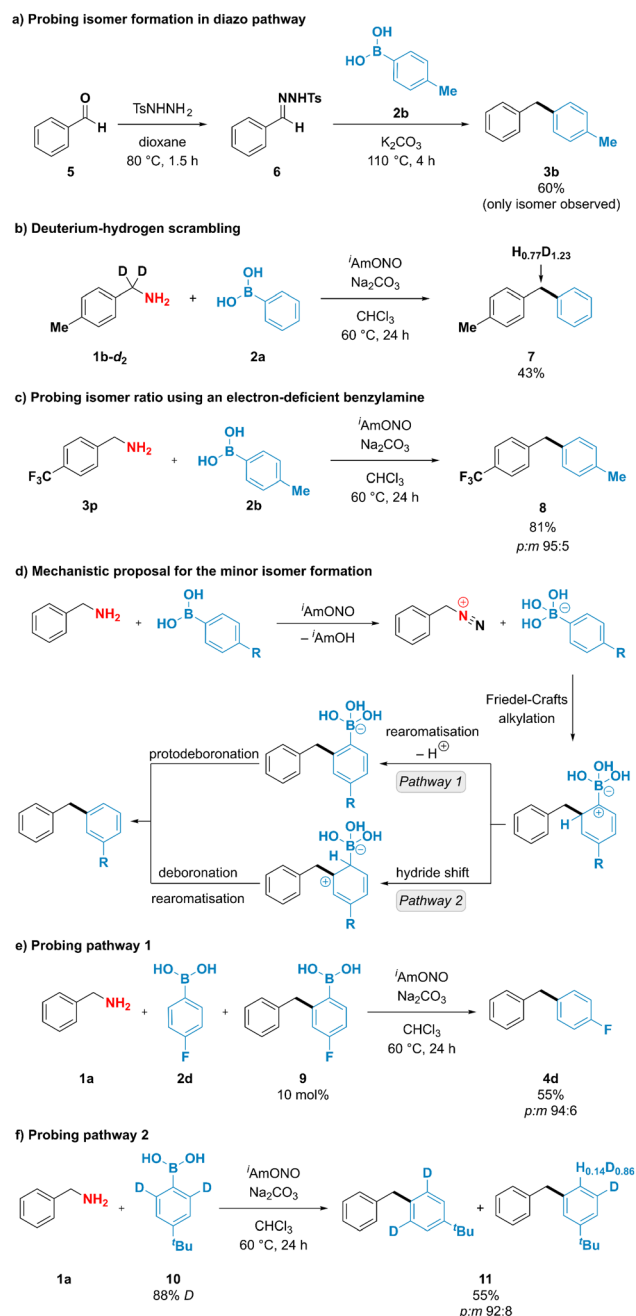 a) Probing isomer formation in diazo pathway
HO
OH
B
Me
2b
O
H
5
TsNHNH2
dioxane
80 °C, 1.5 h
NNHTs
H
6
K2CO3
110 °C, 4 h
Me
3b
60%
(only isomer observed)
b) Deuterium-hydrogen scrambling
D D
NH2
Me
1b-d2
+
OH
HO B
2a
iAmONO
Na2CO3
CHCl3
60 °C, 24 h
H0.77D1.23
Me
7
43%
c) Probing isomer ratio using an electron-deficient benzylamine
NH2
F3C
3p
+
OH
HO B
Me
2b
iAmONO
Na2CO3
CHCl3
60 °C, 24 h
F3C
Me
8
81%
p:m 95:5
d) Mechanistic proposal for the minor isomer formation
NH2
+
OH
HO B
R
iAmONO
– iAmOH
N⊕
N
+
OH
HO B OH
⊖
R
Friedel-Crafts
alkylation
OH
HO B OH
⊖
⊕
H
R
rearomatisation
– H⊕
Pathway 1
OH
HO B OH
⊖
R
protodeboronation
hydride shift
Pathway 2
OH
HO B OH
H ⊖
⊕
R
deboronation
rearomatisation
R
e) Probing pathway 1
NH2
1a
+
HO B OH
F
2d
+
HO B OH
F
9
10 mol%
iAmONO
Na2CO3
CHCl3
60 °C, 24 h
F
4d
55%
p:m 94:6
f) Probing pathway 2
NH2
1a
+
HO B OH
D D
tBu
10
88% D
iAmONO
Na2CO3
CHCl3
60 °C, 24 h
D
D
tBu
+
H0.14D0.86
D
tBu
11
55%
p:m 92:8